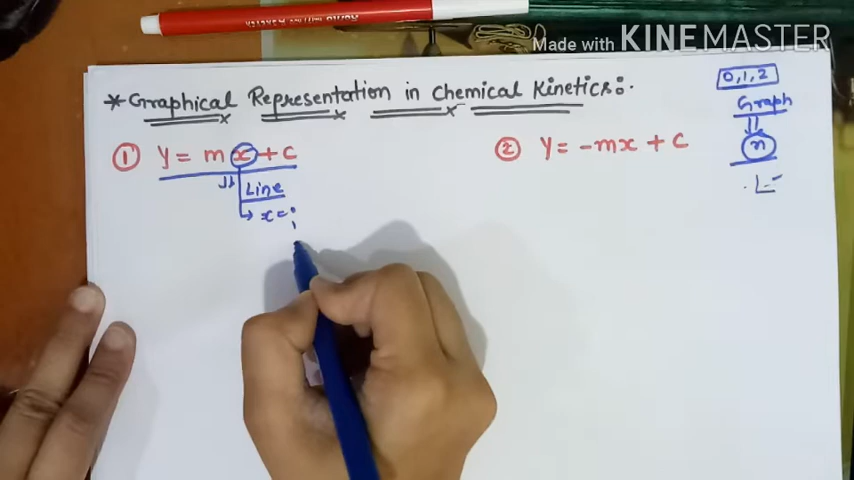 Made with KINEMASTER
* Graphical Representation in Chemical Kinetics:
0,1,2
Graph
n
① y = mx + c
Line
x =
② y = -mx + c